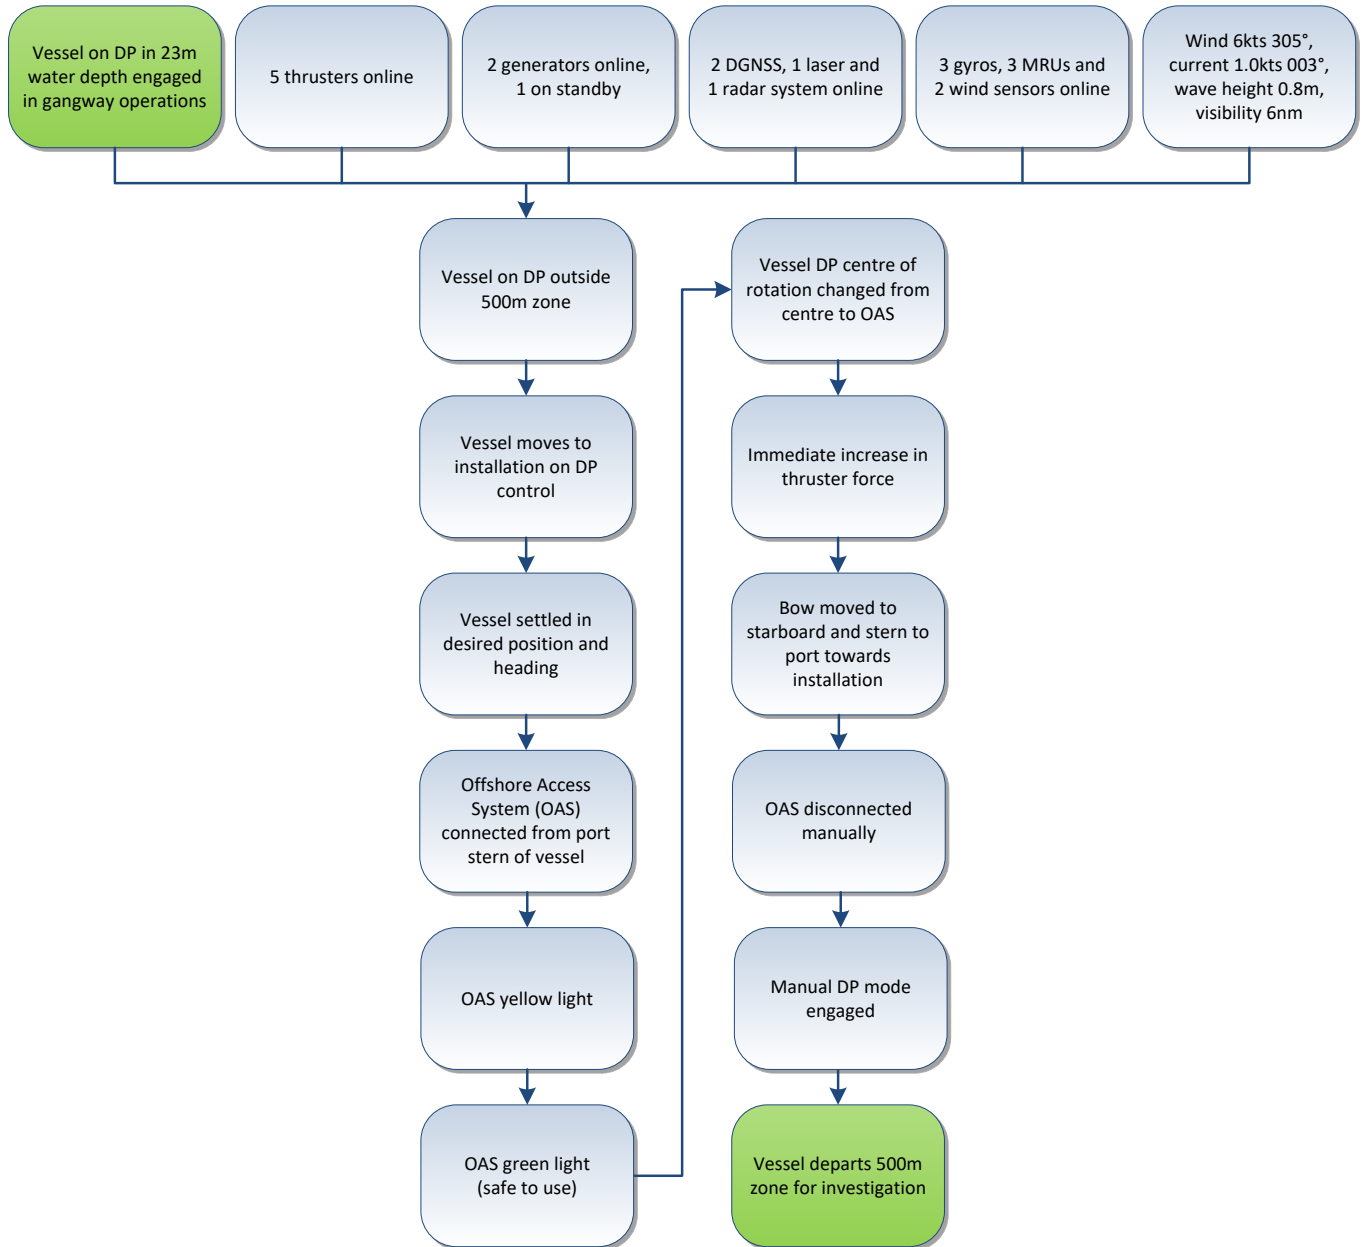 Vessel on DP in 23m
water depth engaged
in gangway operations
5 thrusters online
2 generators online,
1 on standby
2 DGNSS, 1 laser and
1 radar system online
3 gyros, 3 MRUs and
2 wind sensors online
Wind 6kts 305°,
current 1.0kts 003°,
wave height 0.8m,
visibility 6nm
Vessel on DP outside
500m zone
Vessel moves to
installation on DP
control
Vessel settled in
desired position and
heading
Offshore Access
System (OAS)
connected from port
stern of vessel
OAS yellow light
OAS green light
(safe to use)
Vessel DP centre of
rotation changed from
centre to OAS
Immediate increase in
thruster force
Bow moved to
starboard and stern to
port towards
installation
OAS disconnected
manually
Manual DP mode
engaged
Vessel departs 500m
zone for investigation